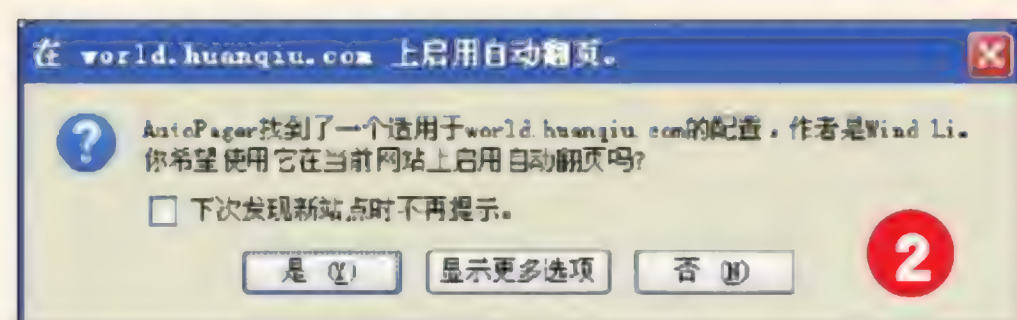 在 world.huanqiu.com 上启用自动翻页。
AutoPager找到了一个适用于world.huanqiu.com的配置，作者是Wind Li。
你希望使用它在当前网站上启用自动翻页吗?
下次发现新站点时不再提示。
是 (Y) 显示更多选项 否 (N)
2